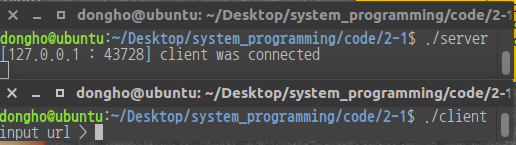 dongho@ubuntu: ~/Desktop/system_programming/code/2-1
dongho@ubuntu:~/Desktop/system_programming/code/2-1$ ./server
[127.0.0.1 : 43728] client was connected
dongho@ubuntu: ~/Desktop/system_programming/code/2-
dongho@ubuntu:~/Desktop/system_programming/code/2-1$ ./client
input url >